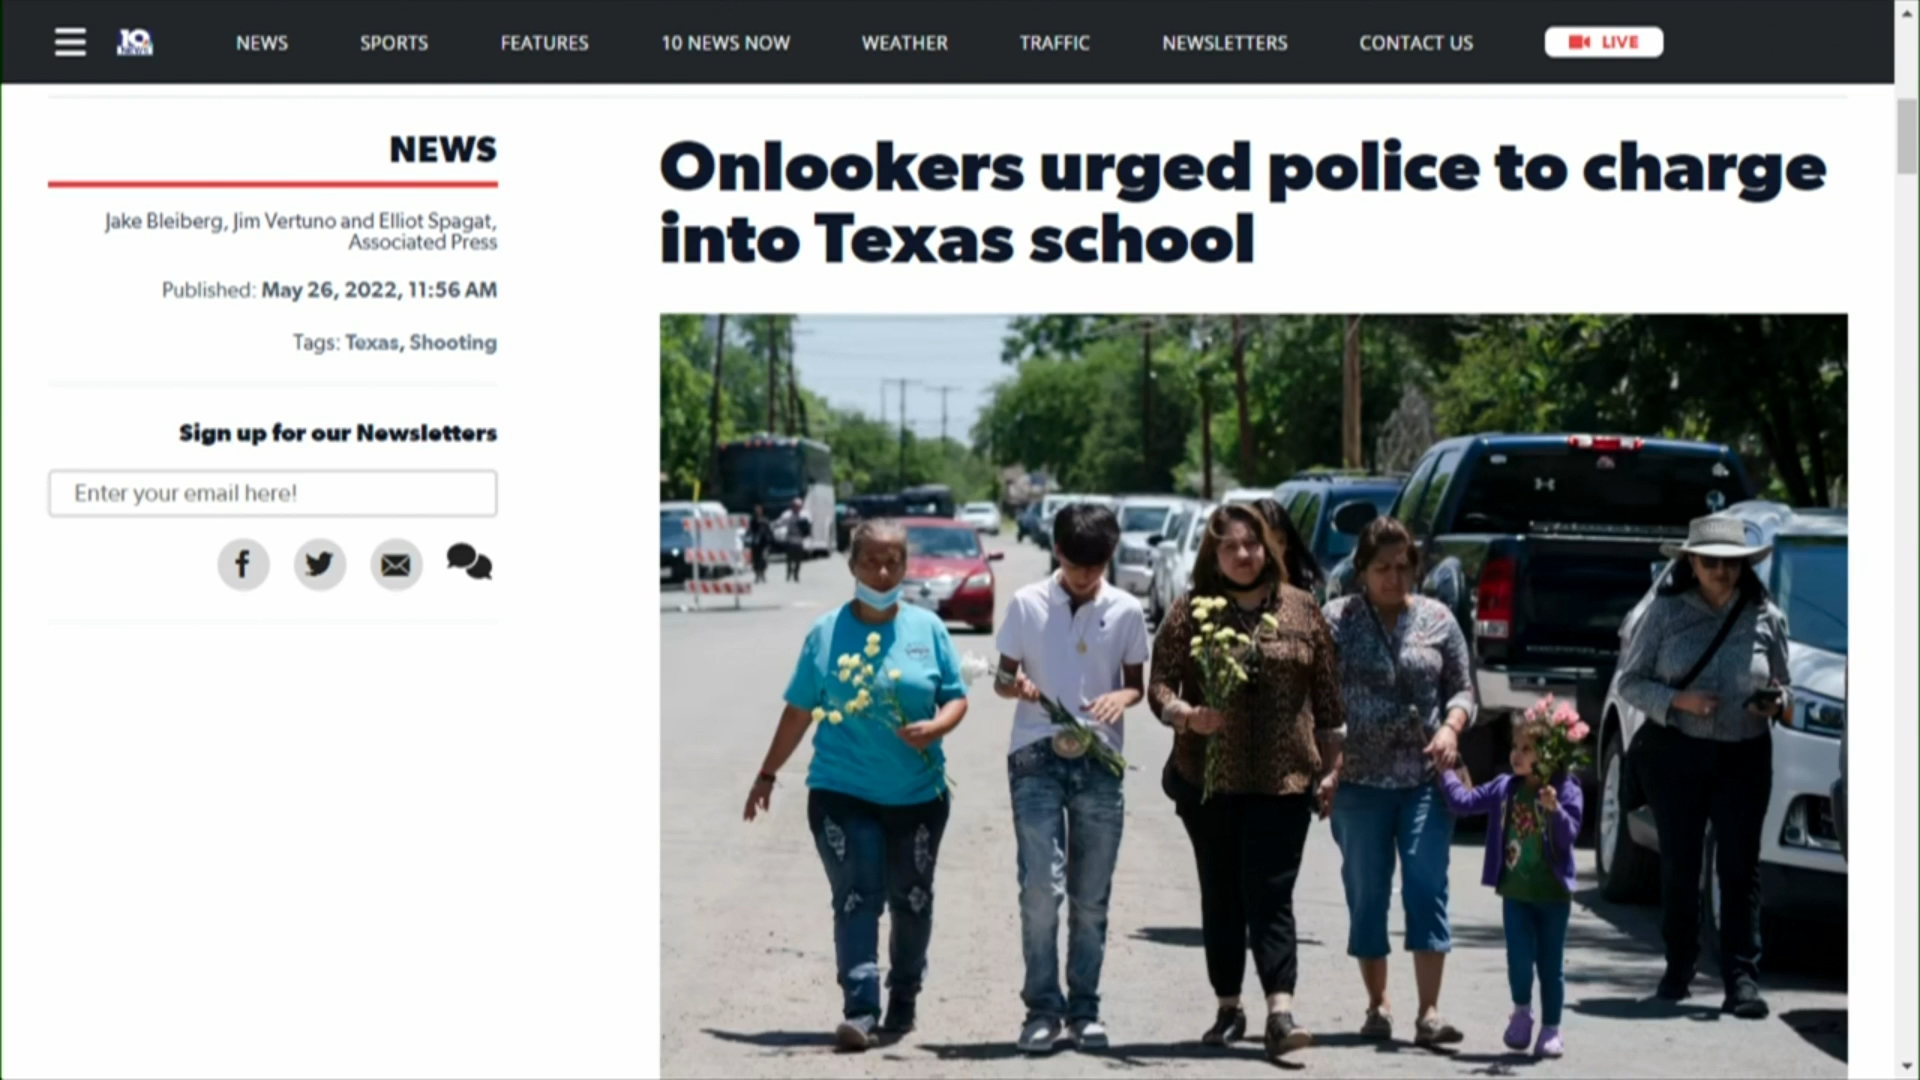 10
NEWS
NEWS SPORTS FEATURES 10 NEWS NOW WEATHER TRAFFIC NEWSLETTERS CONTACT US LIVE
NEWS
Jake Bleiberg, Jim Vertuno and Elliot Spagat,
Associated Press
Published: May 26, 2022, 11:56 AM
Tags: Texas, Shooting
Sign up for our Newsletters
Enter your email here!
Onlookers urged police to charge
into Texas school